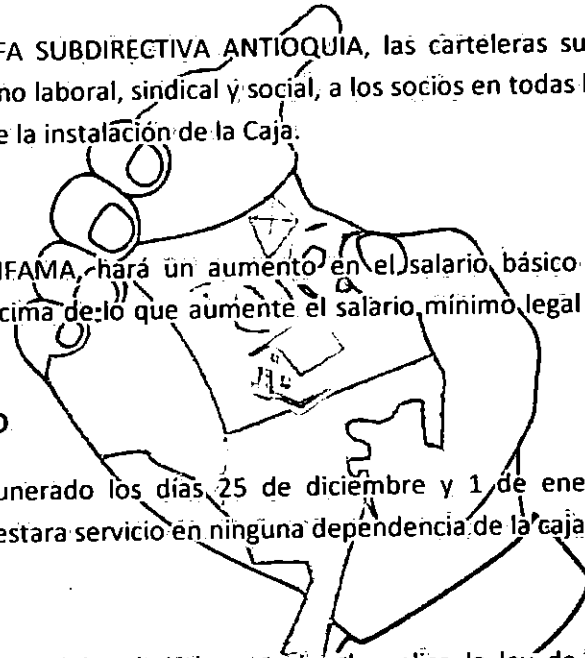 FA SUBDIRECTIVA ANTIOQUIA, las carteleras su
no laboral, sindical y social, a los socios en todas l
e la instalación de la Caja.
IFAMA, hará un aumento en el salario básico
cima de lo que aumente el salario mínimo legal
O
unerado los días 25 de diciembre y 1 de ene
estara servicio en ninguna dependencia de la caja